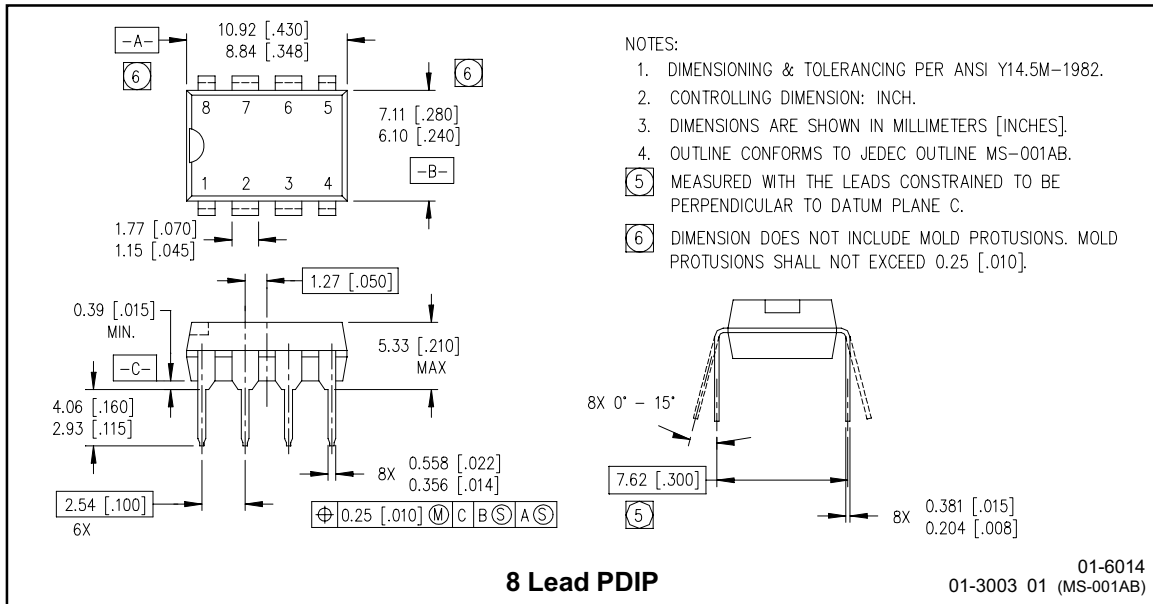 -A-
10.92 [.430]
8.84 [.348]
6
6
8 7 6 5
1 2 3 4
7.11 [.280]
6.10 [.240]
-B-
1.77 [.070]
1.15 [.045]
1.27 [.050]
0.39 [.015]
MIN.
-C-
5.33 [.210]
MAX
4.06 [.160]
2.93 [.115]
8X 0.558 [.022]
0.356 [.014]
2.54 [.100]
6X
⌖ 0.25 [.010] Ⓜ C B Ⓢ A Ⓢ
NOTES:
1. DIMENSIONING & TOLERANCING PER ANSI Y14.5M-1982.
2. CONTROLLING DIMENSION: INCH.
3. DIMENSIONS ARE SHOWN IN MILLIMETERS [INCHES].
4. OUTLINE CONFORMS TO JEDEC OUTLINE MS-001AB.
5 MEASURED WITH THE LEADS CONSTRAINED TO BE
PERPENDICULAR TO DATUM PLANE C.
6 DIMENSION DOES NOT INCLUDE MOLD PROTUSIONS. MOLD
PROTUSIONS SHALL NOT EXCEED 0.25 [.010].
8X 0° - 15°
7.62 [.300]
5
8X 0.381 [.015]
0.204 [.008]
8 Lead PDIP
01-6014
01-3003 01 (MS-001AB)